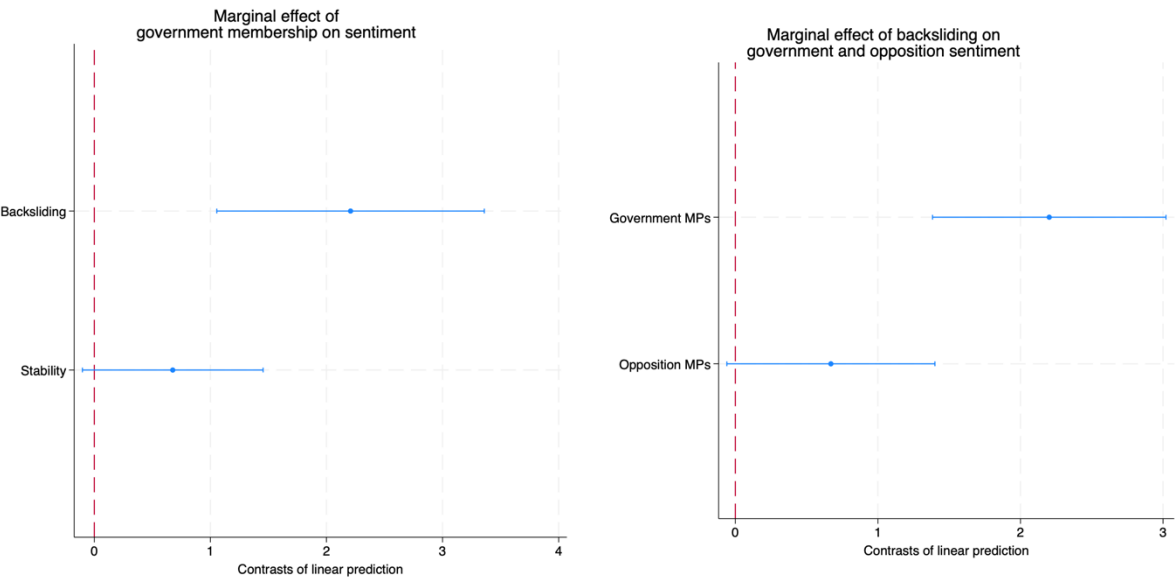 Marginal effect of
government membership on sentiment
Backsliding
Stability
0 1 2 3 4
Contrasts of linear prediction
Marginal effect of backsliding on
government and opposition sentiment
Government MPs
Opposition MPs
0 1 2 3
Contrasts of linear prediction